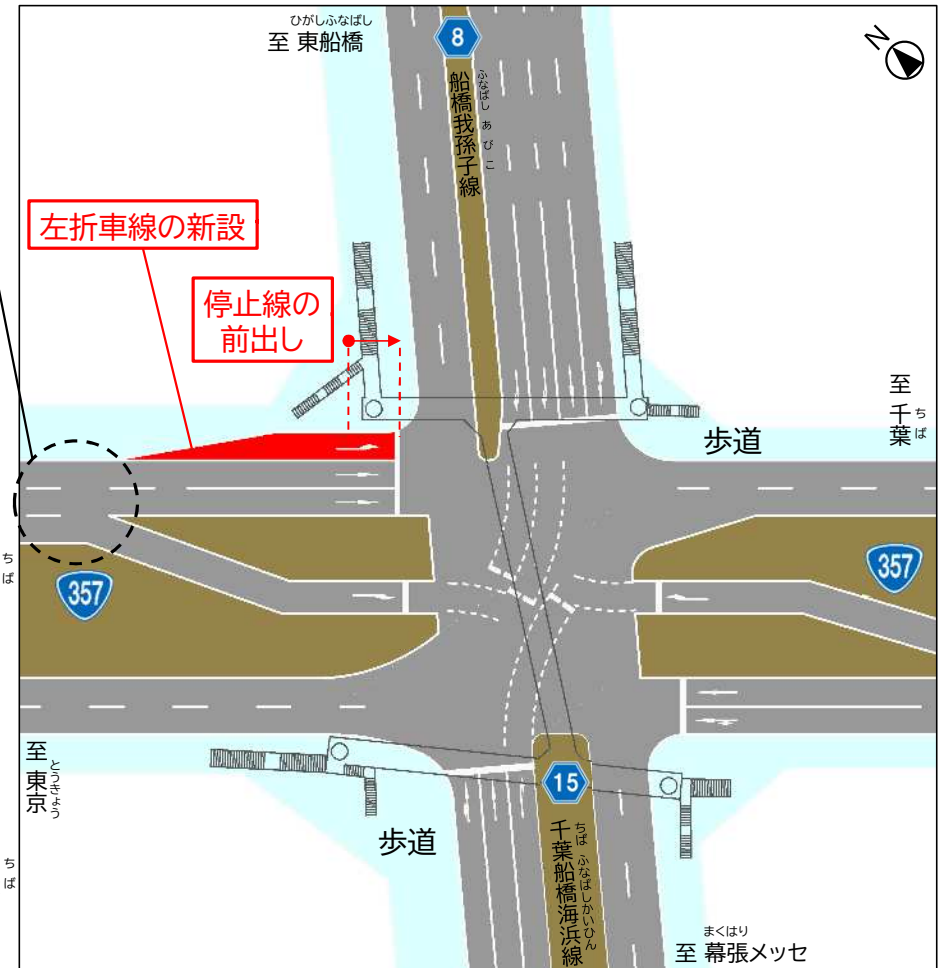 ひがしふなばし
至 東船橋
8
N
船橋我孫子線
ふなばし あびこ
左折車線の新設
停止線の
前出し
至 千葉
ちば
歩道
ちば
357
357
至 東京
とうきょう
15
歩道
千葉船橋海浜線
ちば ふなばしかいひん
ちば
まくはり
至 幕張メッセ